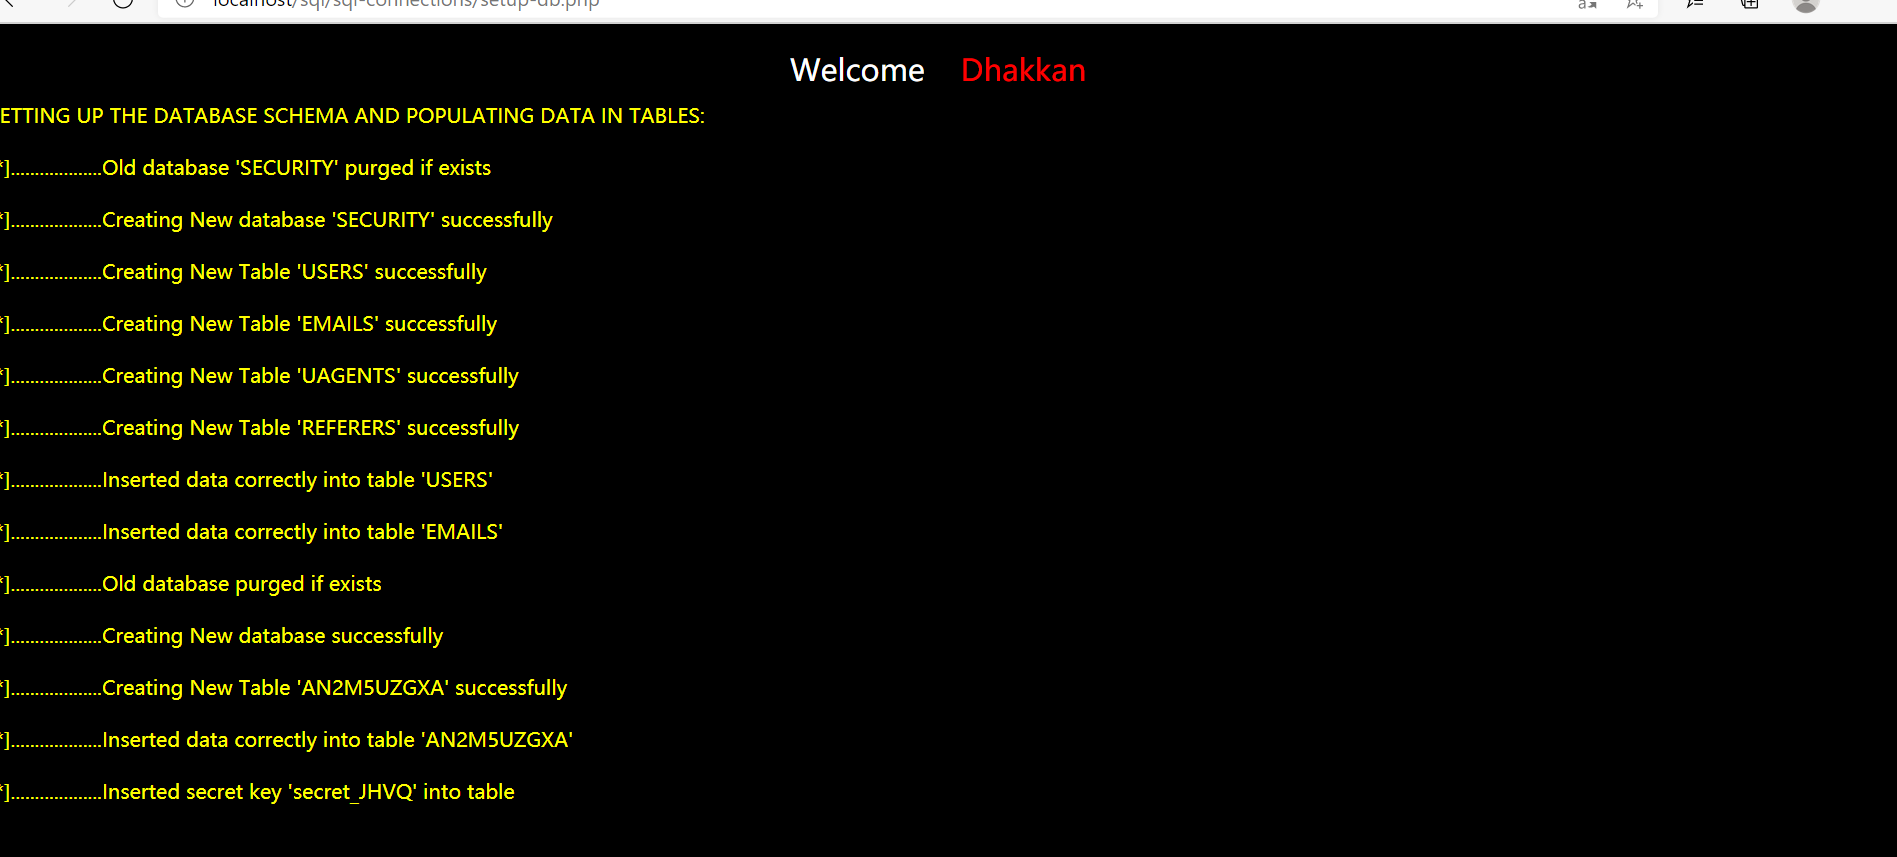 localhost/sql/sql-connections/setup-db.php
Welcome Dhakkan
ETTING UP THE DATABASE SCHEMA AND POPULATING DATA IN TABLES:
*]...................Old database 'SECURITY' purged if exists
*]...................Creating New database 'SECURITY' successfully
*]...................Creating New Table 'USERS' successfully
*]...................Creating New Table 'EMAILS' successfully
*]...................Creating New Table 'UAGENTS' successfully
*]...................Creating New Table 'REFERERS' successfully
*]...................Inserted data correctly into table 'USERS'
*]...................Inserted data correctly into table 'EMAILS'
*]...................Old database purged if exists
*]...................Creating New database successfully
*]...................Creating New Table 'AN2M5UZGXA' successfully
*]...................Inserted data correctly into table 'AN2M5UZGXA'
*]...................Inserted secret key 'secret_JHVQ' into table